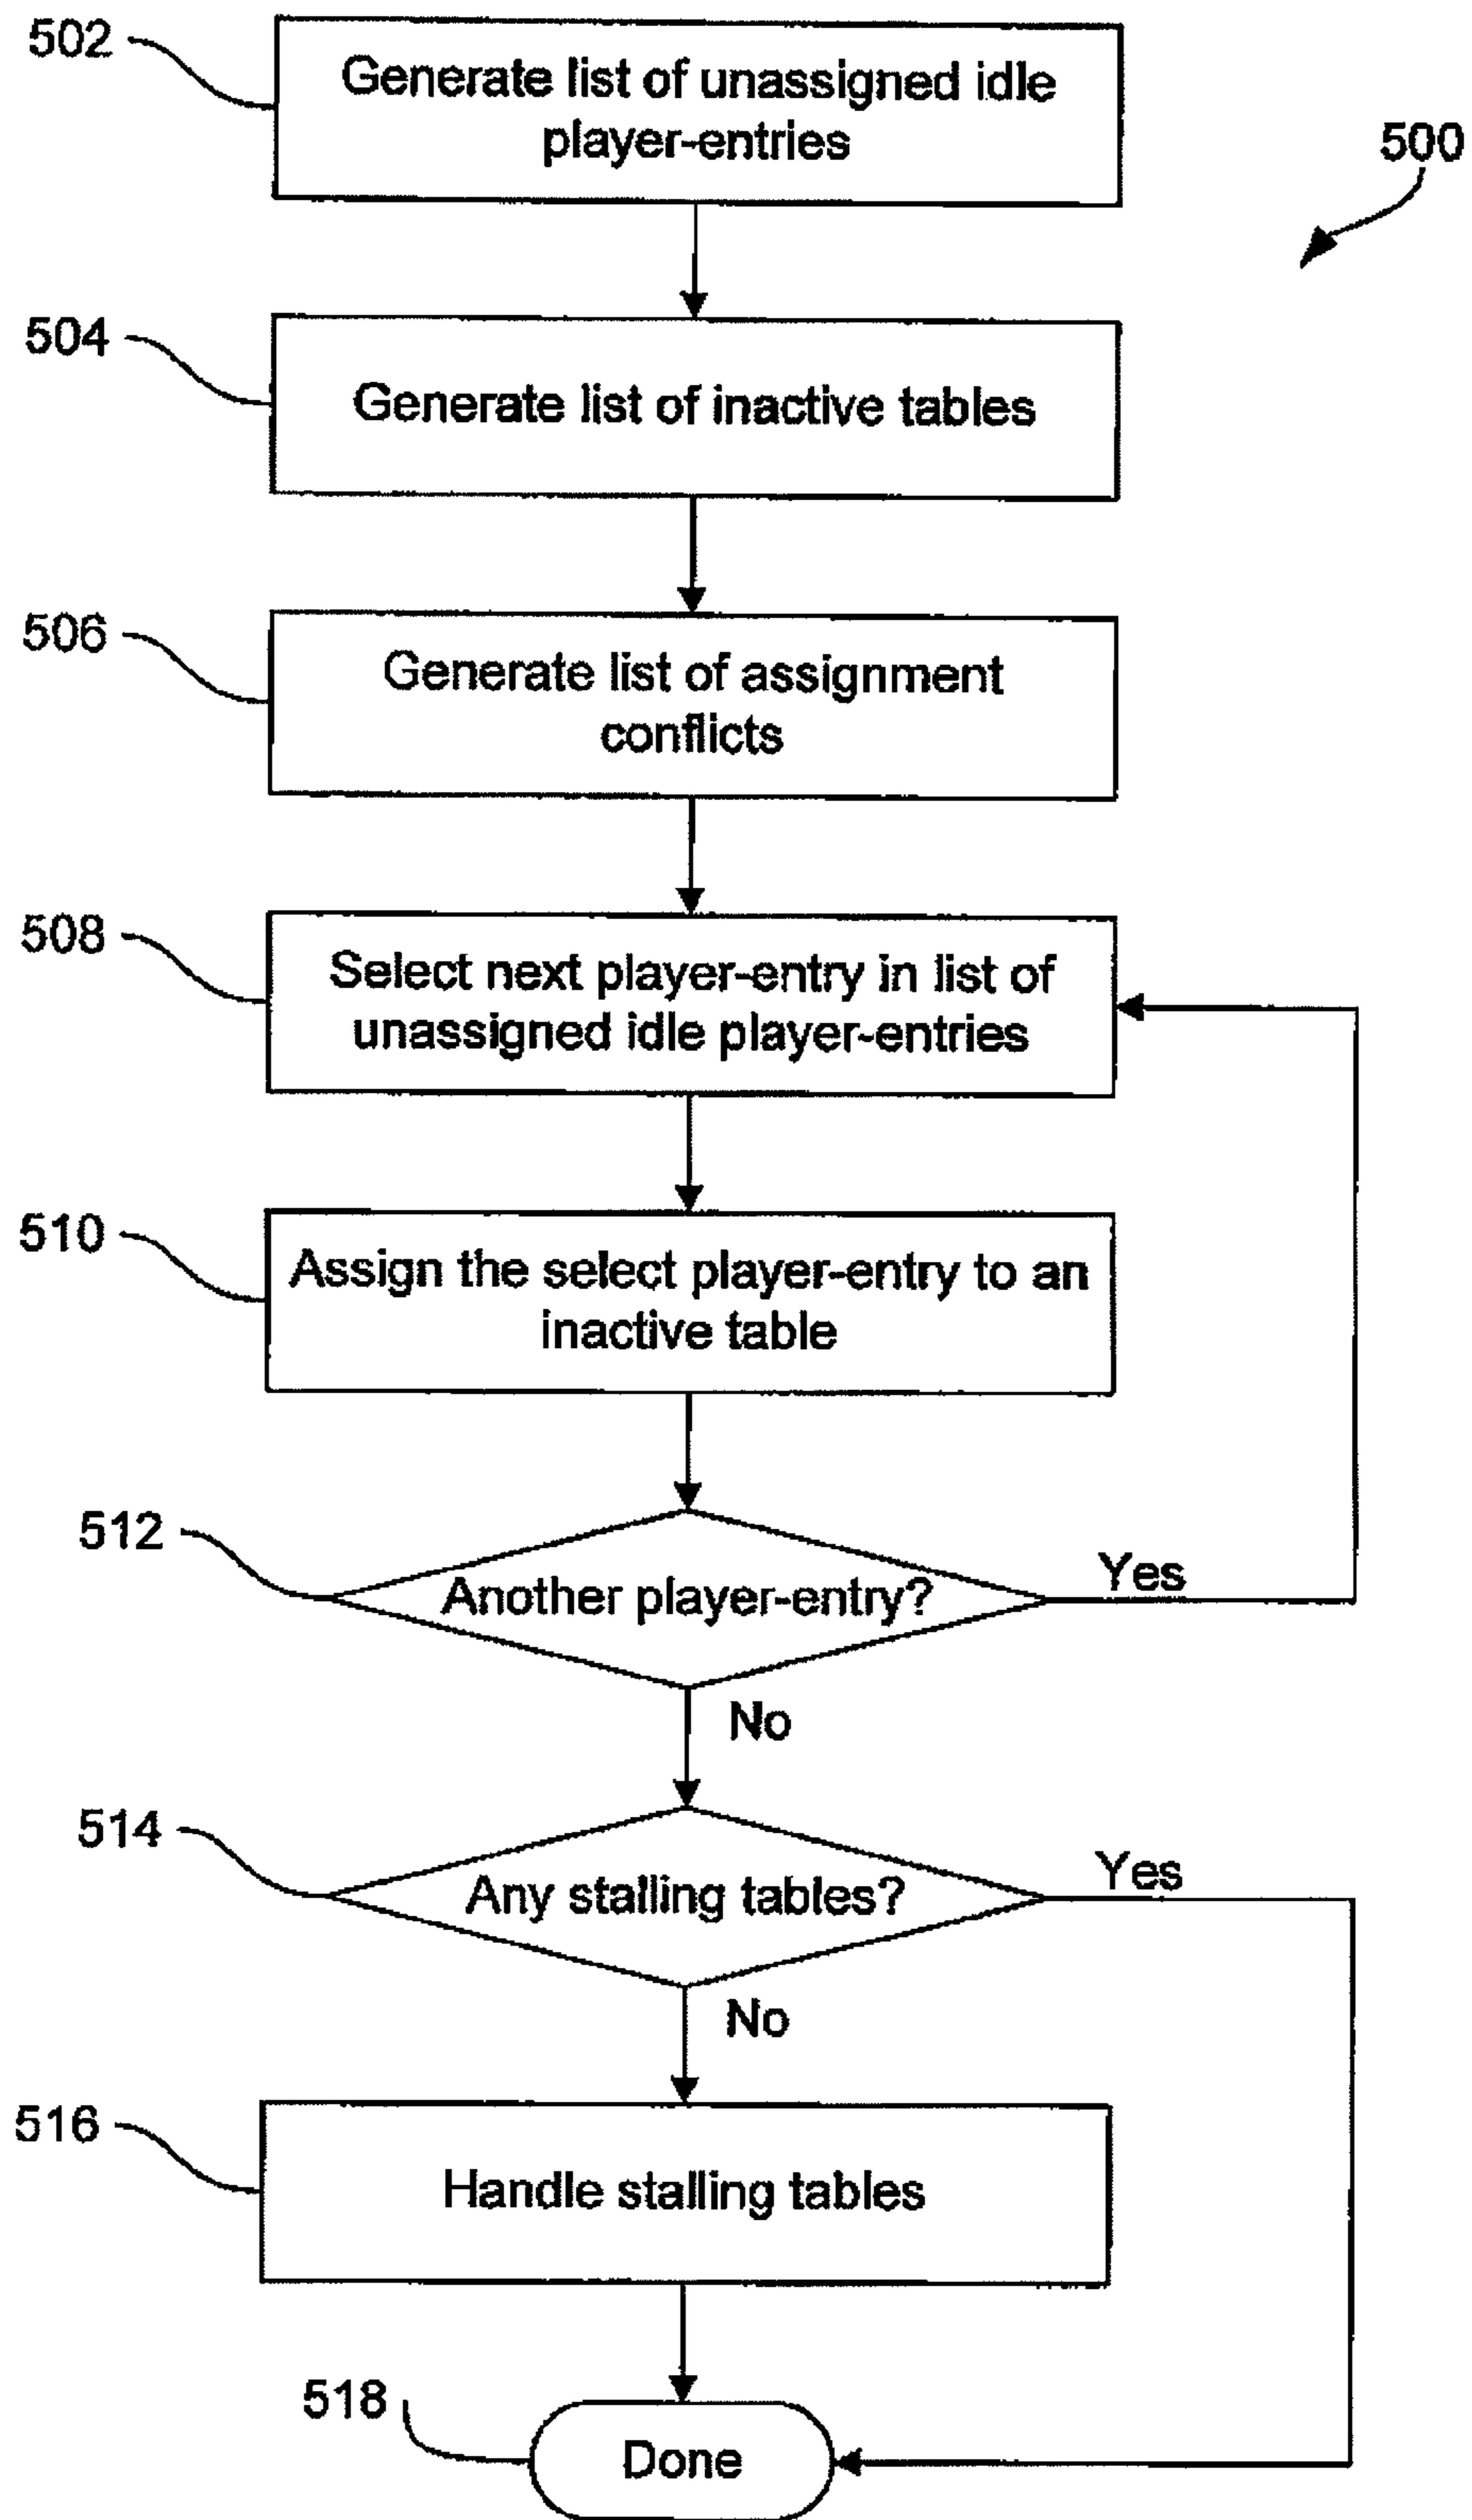 502
Generate list of unassigned idle
player-entries
500
504
Generate list of inactive tables
506
Generate list of assignment
conflicts
508
Select next player-entry in list of
unassigned idle player-entries
510
Assign the select player-entry to an
inactive table
512
Another player-entry?
Yes
No
514
Any stalling tables?
Yes
No
516
Handle stalling tables
518
Done